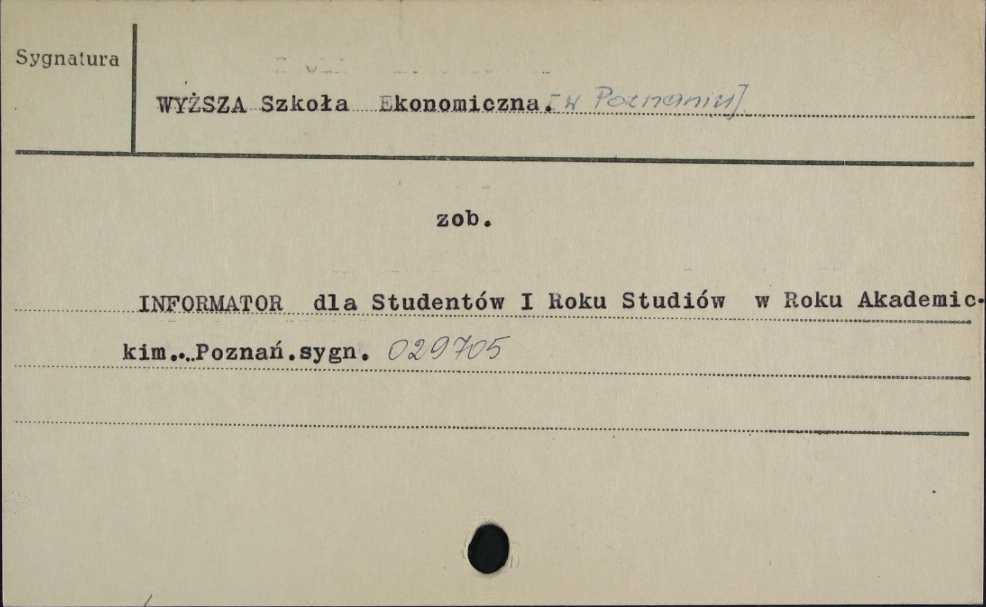 Sygnatura
WYŻSZA Szkoła Ekonomiczna. [w Poznaniu]
zob.
INFORMATOR dla Studentów I Roku Studiów w Roku Akademic-
kim... Poznań.sygn. 029705